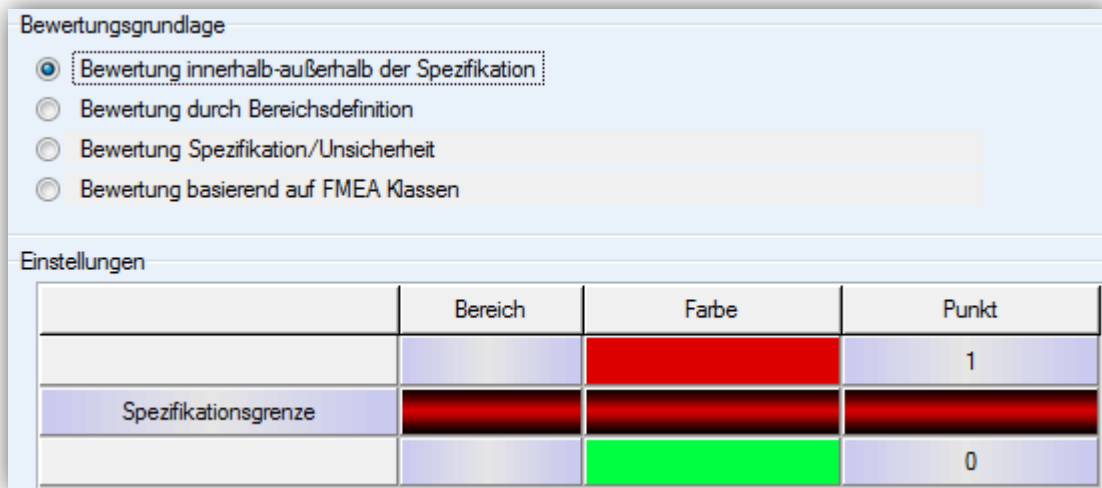 Bewertungsgrundlage
Bewertung innerhalb-außerhalb der Spezifikation
Bewertung durch Bereichsdefinition
Bewertung Spezifikation/Unsicherheit
Bewertung basierend auf FMEA Klassen
Einstellungen
Bereich Farbe Punkt
1
Spezifikationsgrenze
0